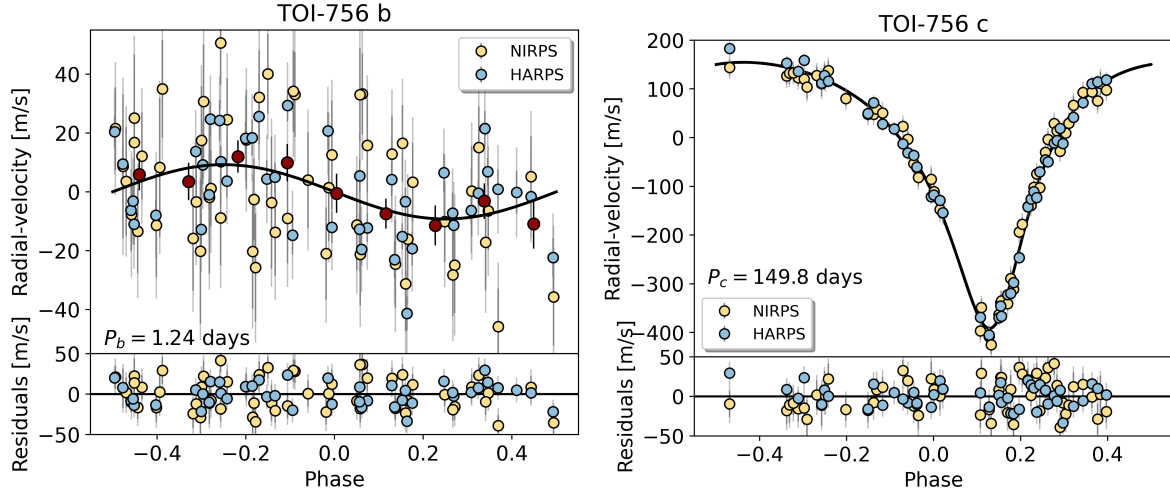 TOI-756 b
Radial-velocity [m/s]
40
20
0
−20
−40
NIRPS
HARPS
P_b = 1.24 days
Residuals [m/s]
50
0
−50
−0.4
−0.2
0.0
0.2
0.4
Phase
TOI-756 c
Radial-velocity [m/s]
200
100
0
−100
−200
−300
−400
P_c = 149.8 days
NIRPS
HARPS
Residuals [m/s]
50
0
−50
−0.4
−0.2
0.0
0.2
0.4
Phase